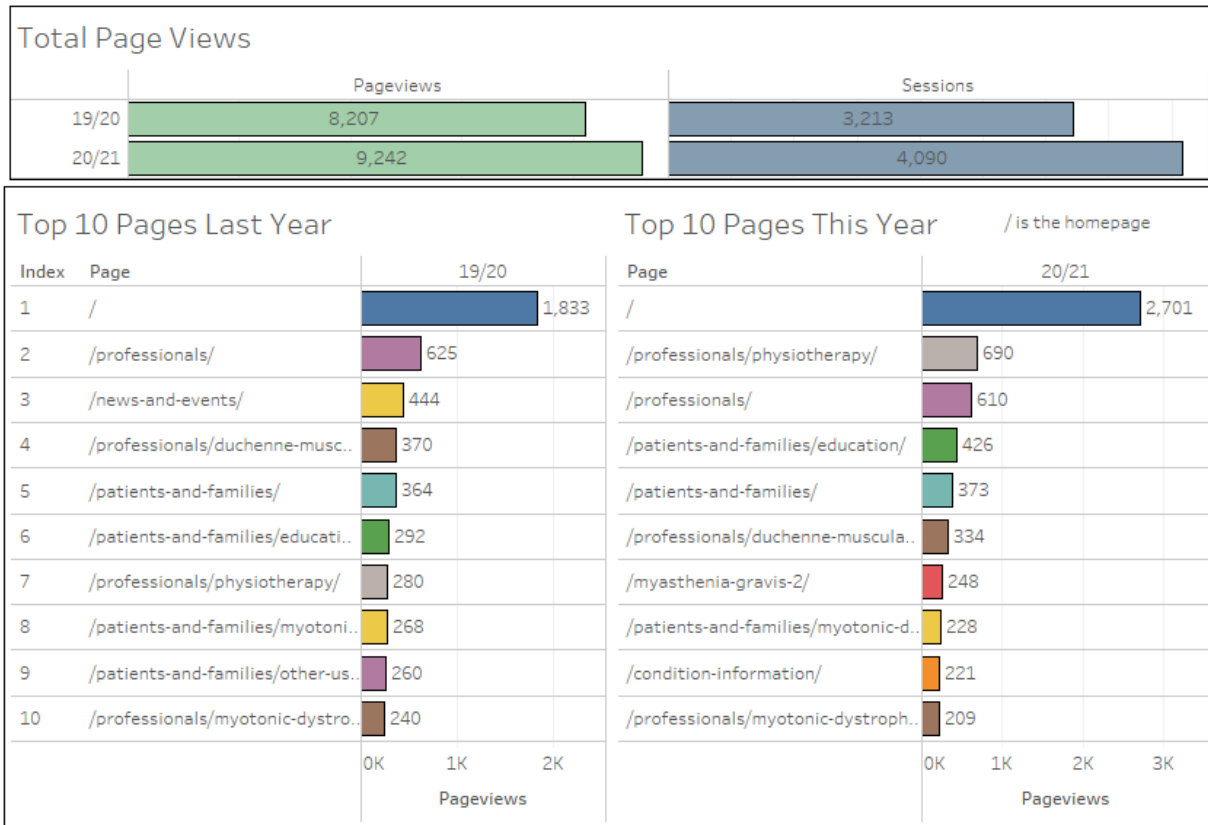 Total Page Views
Pageviews Sessions
19/20 8,207 3,213
20/21 9,242 4,090
Top 10 Pages Last Year
Index Page 19/20
1 / 1,833
2 /professionals/ 625
3 /news-and-events/ 444
4 /professionals/duchenne-musc.. 370
5 /patients-and-families/ 364
6 /patients-and-families/educati.. 292
7 /professionals/physiotherapy/ 280
8 /patients-and-families/myotoni.. 268
9 /patients-and-families/other-us.. 260
10 /professionals/myotonic-dystro.. 240
0K 1K 2K
Pageviews
Top 10 Pages This Year / is the homepage
Page 20/21
/ 2,701
/professionals/physiotherapy/ 690
/professionals/ 610
/patients-and-families/education/ 426
/patients-and-families/ 373
/professionals/duchenne-muscula.. 334
/myasthenia-gravis-2/ 248
/patients-and-families/myotonic-d.. 228
/condition-information/ 221
/professionals/myotonic-dystroph.. 209
0K 1K 2K 3K
Pageviews